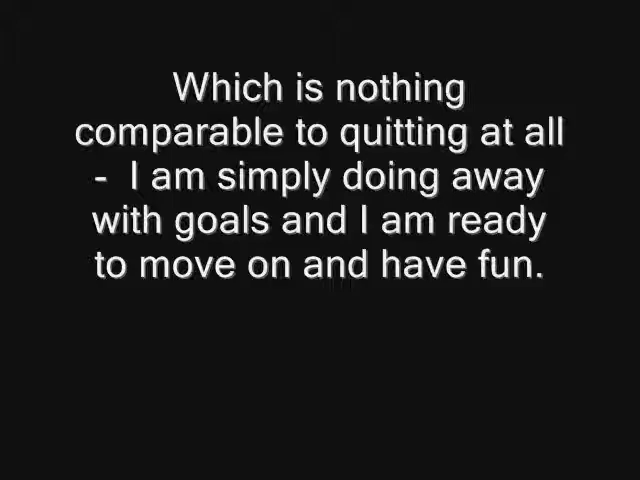 Which is nothing
comparable to quitting at all
-  I am simply doing away
with goals and I am ready
to move on and have fun.